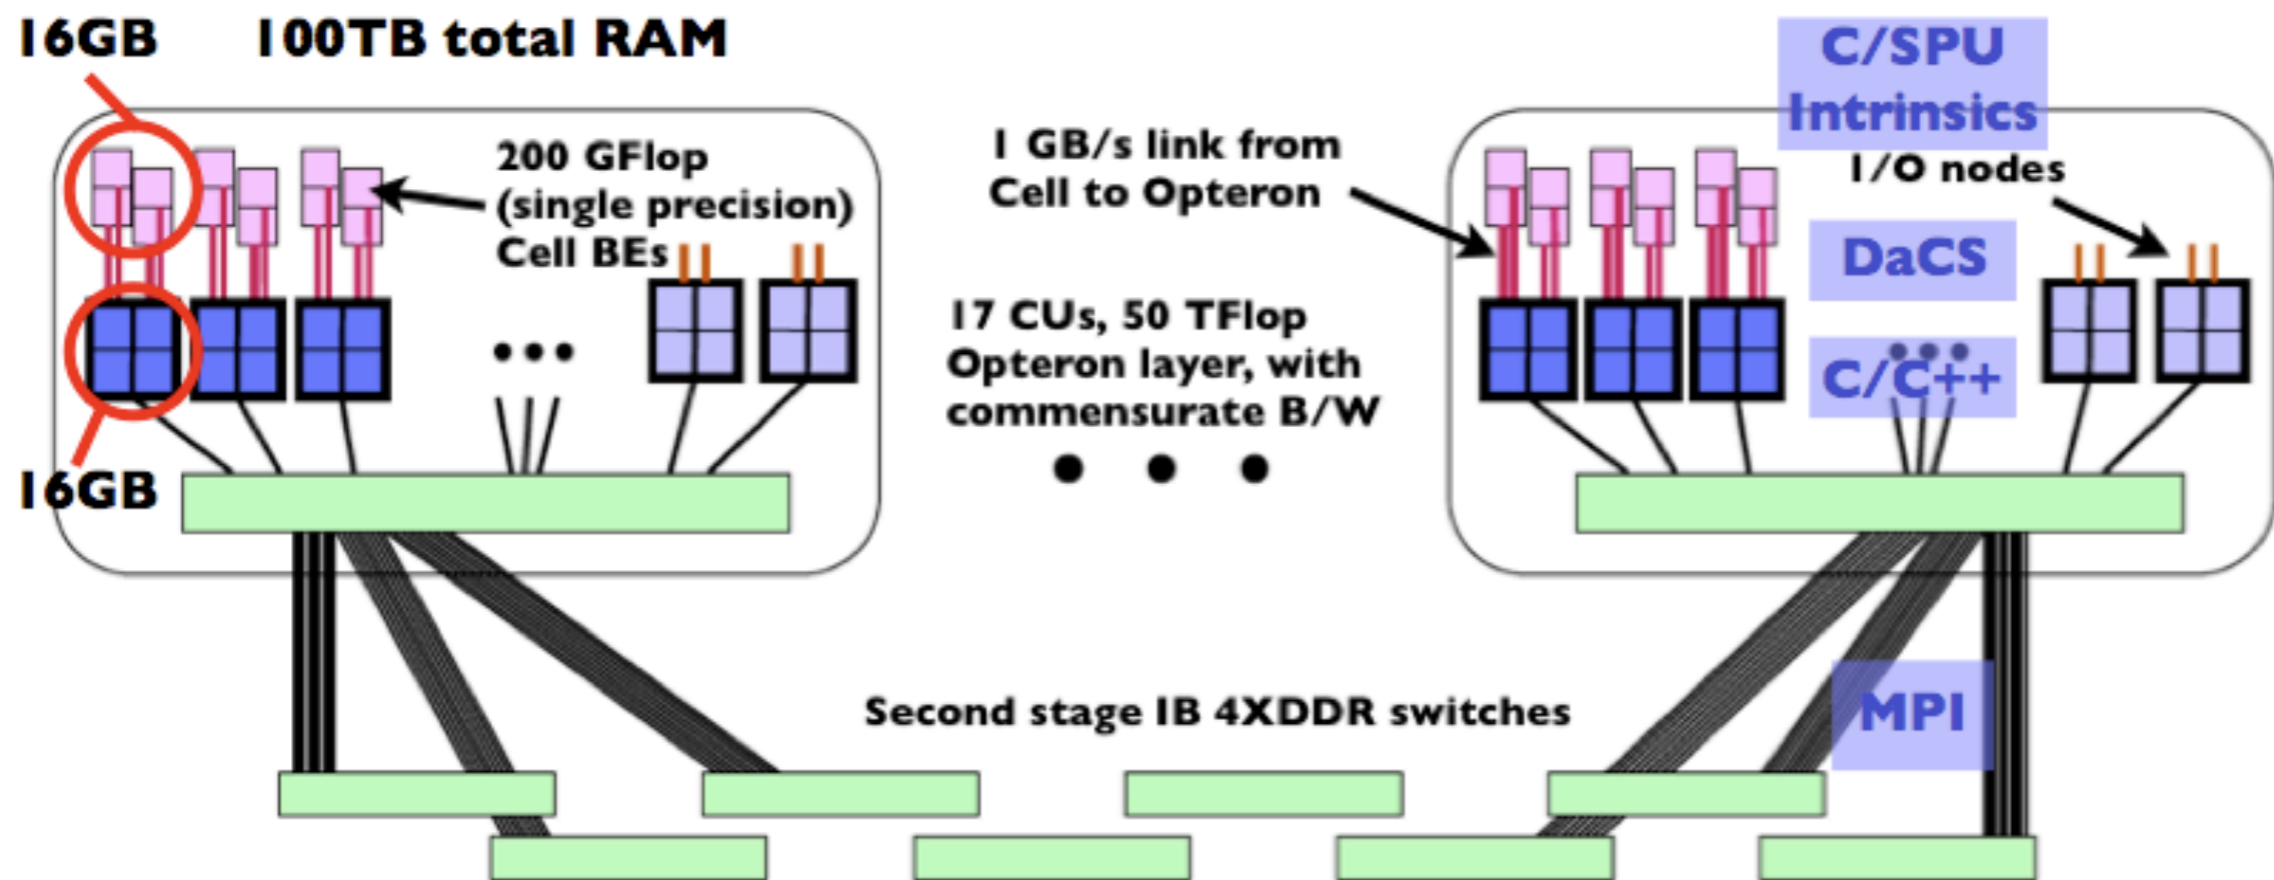 16GB
100TB total RAM
200 GFlop
(single precision)
Cell BEs
16GB
1 GB/s link from
Cell to Opteron
17 CUs, 50 TFlop
Opteron layer, with
commensurate B/W
C/SPU
Intrinsics
I/O nodes
DaCS
C/C++
Second stage IB 4XDDR switches
MPI